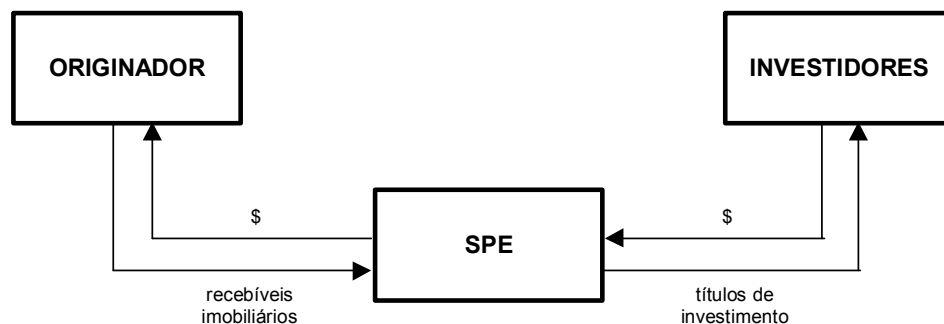 ORIGINADOR
INVESTIDORES
$
$
SPE
recebíveis
imobiliários
títulos de
investimento